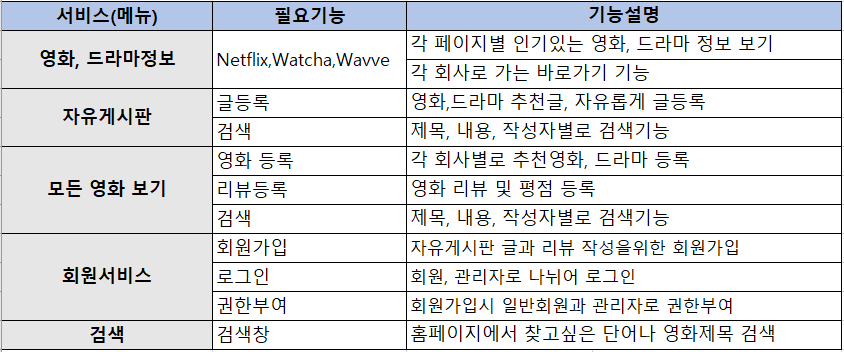 서비스(메뉴) 필요기능 기능설명
영화, 드라마정보 Netflix,Watcha,Wavve 각 페이지별 인기있는 영화, 드라마 정보 보기
각 회사로 가는 바로가기 기능
자유게시판 글등록 영화,드라마 추천글, 자유롭게 글등록
검색 제목, 내용, 작성자별로 검색기능
모든 영화 보기 영화 등록 각 회사별로 추천영화, 드라마 등록
리뷰등록 영화 리뷰 및 평점 등록
검색 제목, 내용, 작성자별로 검색기능
회원서비스 회원가입 자유게시판 글과 리뷰 작성을위한 회원가입
로그인 회원, 관리자로 나뉘어 로그인
권한부여 회원가입시 일반회원과 관리자로 권한부여
검색 검색창 홈페이지에서 찾고싶은 단어나 영화제목 검색